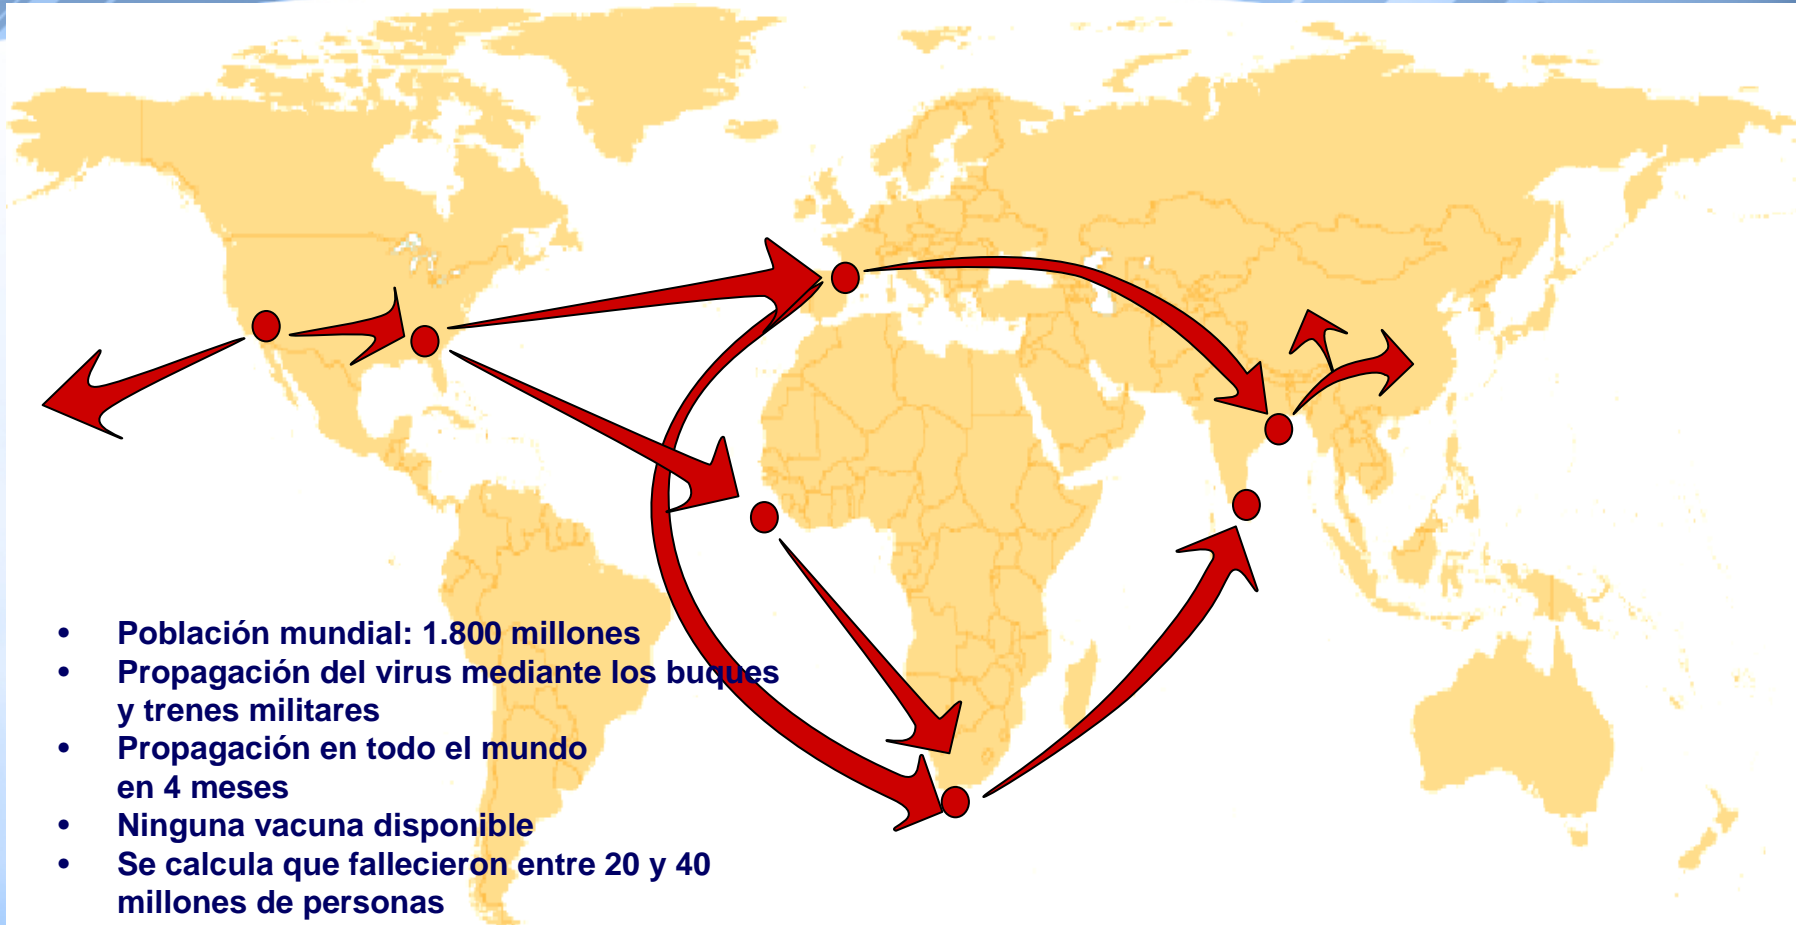 • Población mundial: 1.800 millones
• Propagación del virus mediante los buques
y trenes militares
• Propagación en todo el mundo
en 4 meses
• Ninguna vacuna disponible
• Se calcula que fallecieron entre 20 y 40
millones de personas